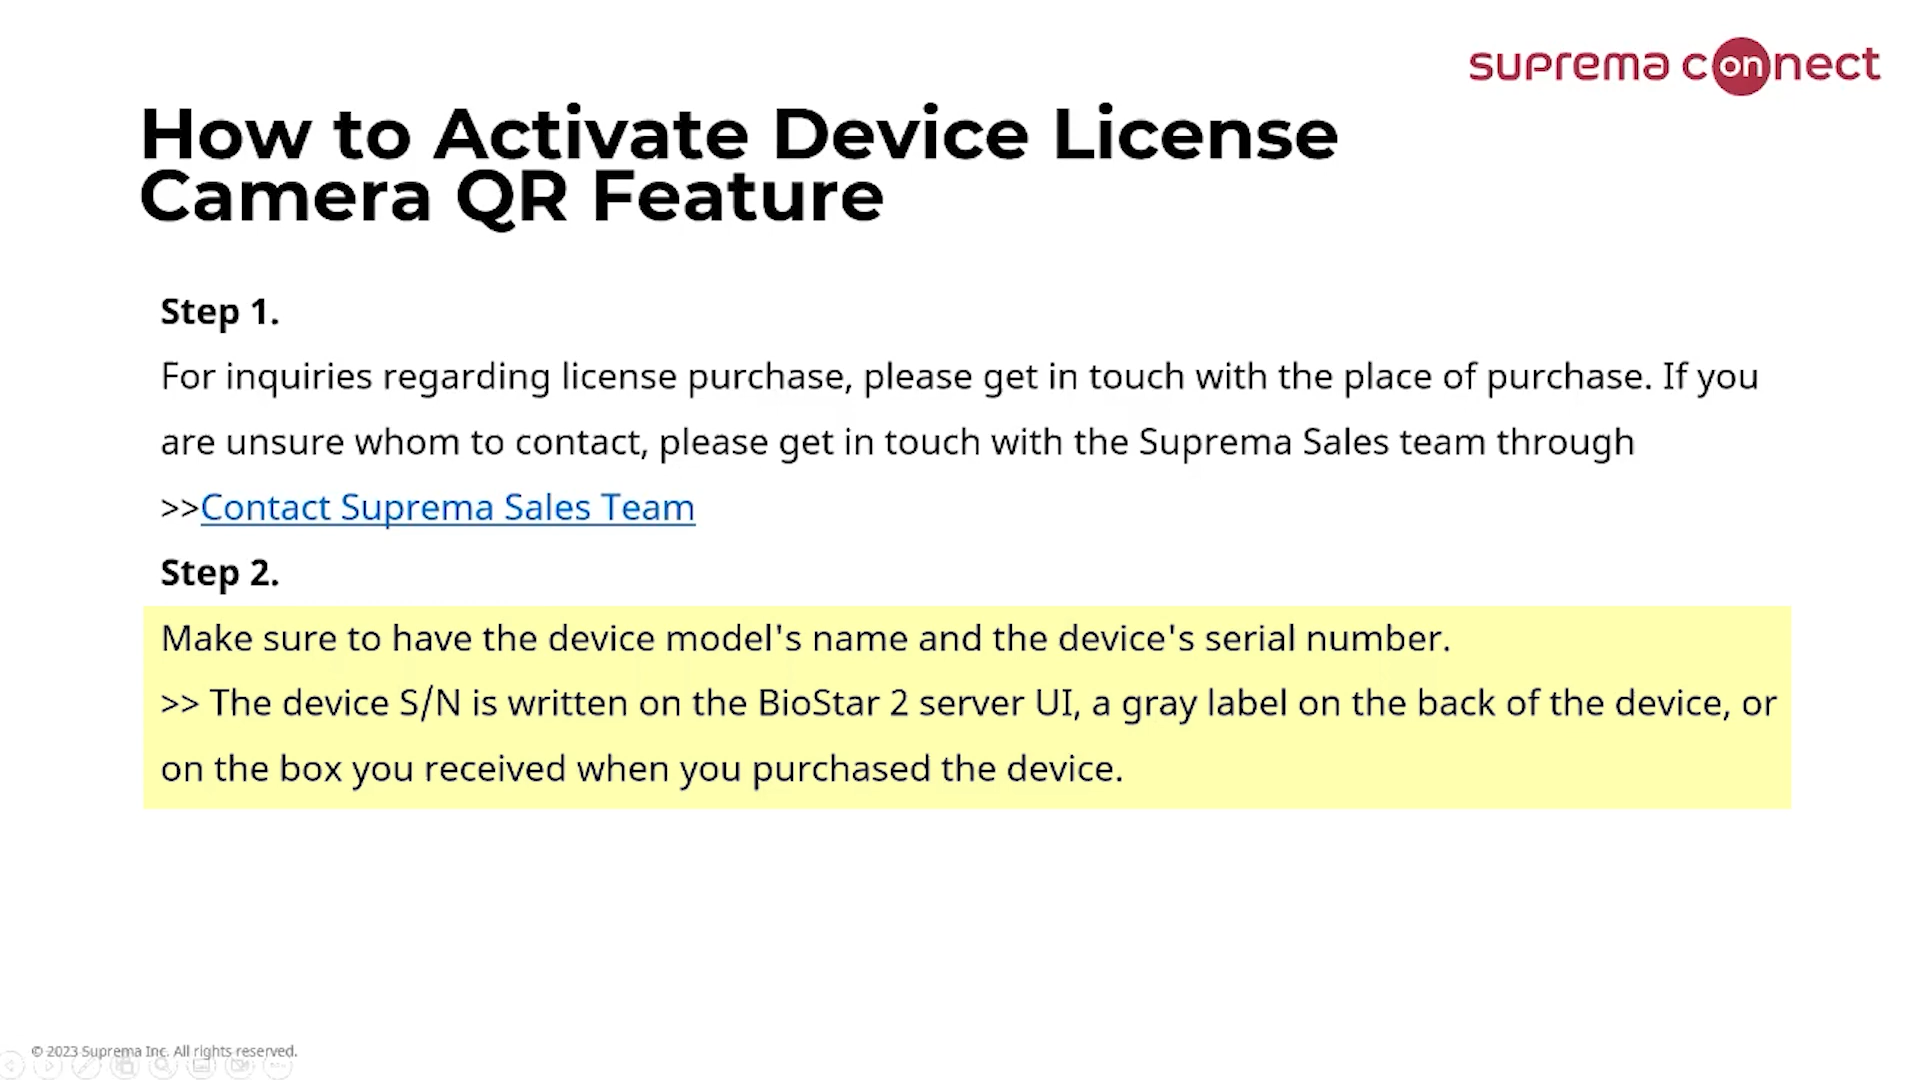 suprema connect
How to Activate Device License
Camera QR Feature
Step 1.
For inquiries regarding license purchase, please get in touch with the place of purchase. If you
are unsure whom to contact, please get in touch with the Suprema Sales team through
>>Contact Suprema Sales Team
Step 2.
Make sure to have the device model's name and the device's serial number.
>> The device S/N is written on the BioStar 2 server UI, a gray label on the back of the device, or
on the box you received when you purchased the device.
© 2023 Suprema Inc. All rights reserved.